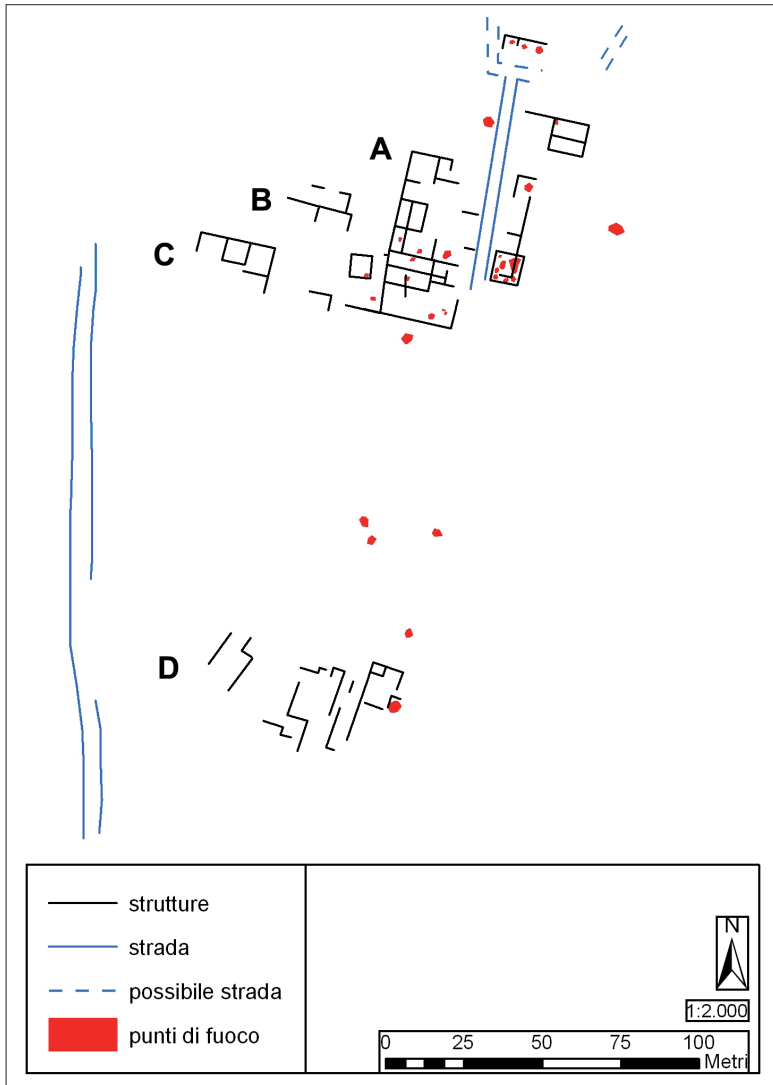 A
B
C
D
strutture
strada
possibile strada
punti di fuoco
N
1:2.000
0 25 50 75 100
Metri